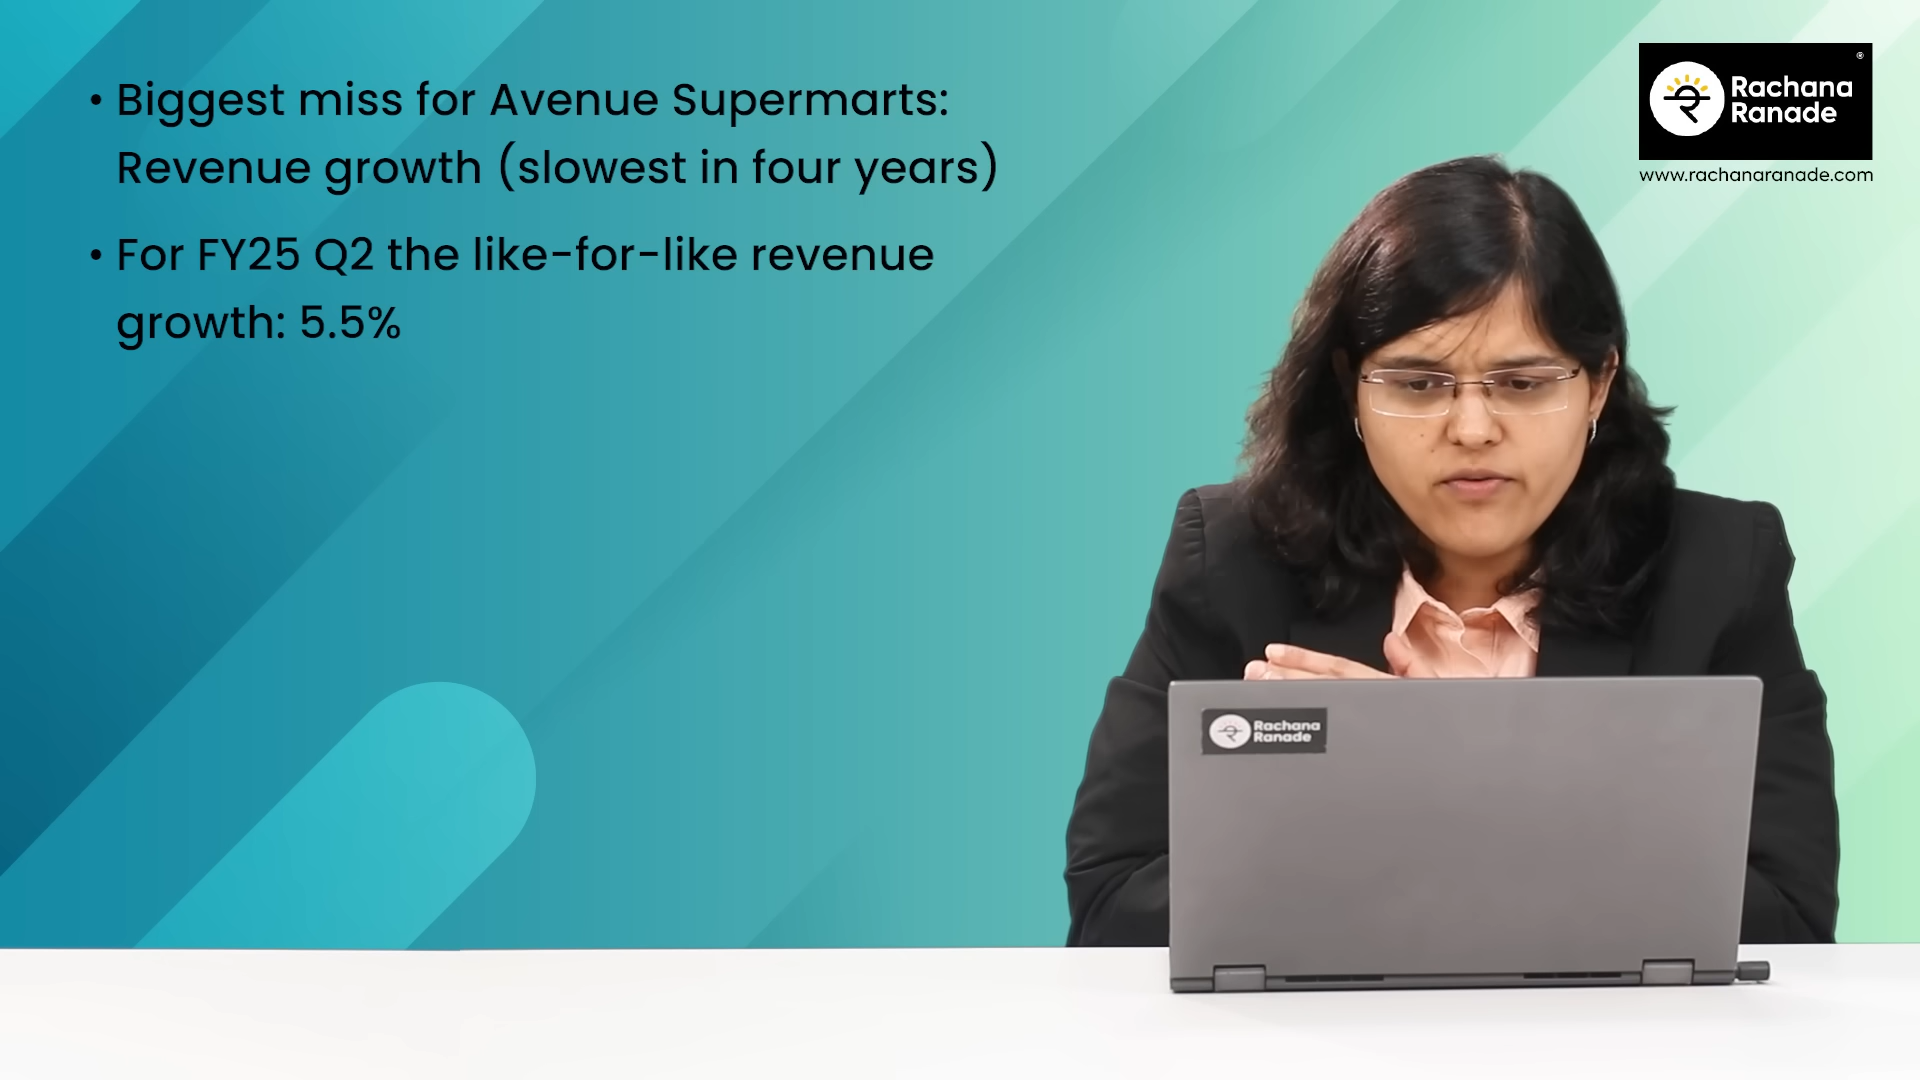 • Biggest miss for Avenue Supermarts:
Revenue growth (slowest in four years)
• For FY25 Q2 the like-for-like revenue
growth: 5.5%
Rachana
Ranade
®
www.rachanaranade.com
Rachana
Ranade